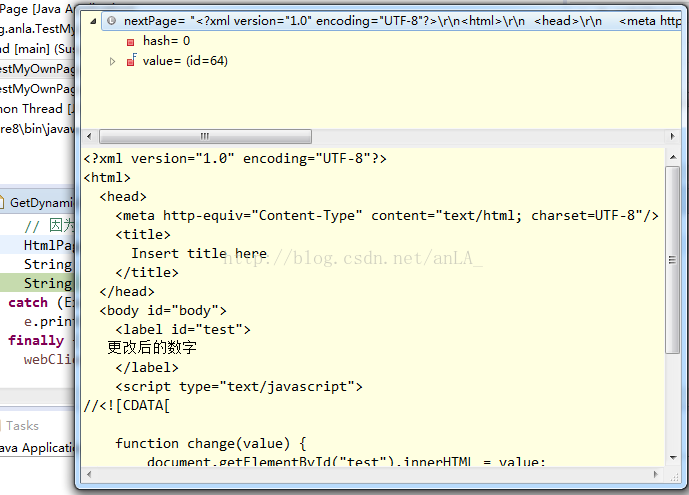 Page [Java Ap
g.anla.TestMy
d [main] (Sus
estMyOwnPag
estMyOwnPag
non Thread [J
re8\bin\javaw
nextPage= "<?xml version="1.0" encoding="UTF-8"?>\r\n<html>\r\n  <head>\r\n    <meta http
hash= 0
value= (id=64)
<?xml version="1.0" encoding="UTF-8"?>
<html>
  <head>
    <meta http-equiv="Content-Type" content="text/html; charset=UTF-8"/>
    <title>
      Insert title here
    </title>
  </head>
  <body id="body">
    <label id="test">
   更改后的数字
    </label>
    <script type="text/javascript">
//<![CDATA[
    function change(value) {
        document.getElementById("test").innerHTML = value;
http://blog.csdn.net/anLA_
GetDynami
// 因为
HtmlPag
String
String
catch (Ex
e.prin
finally
webClie
Tasks
ava Applicatio